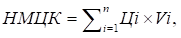 НМЦК = ∑ⁿᵢ₌₁ Цi × Vi,